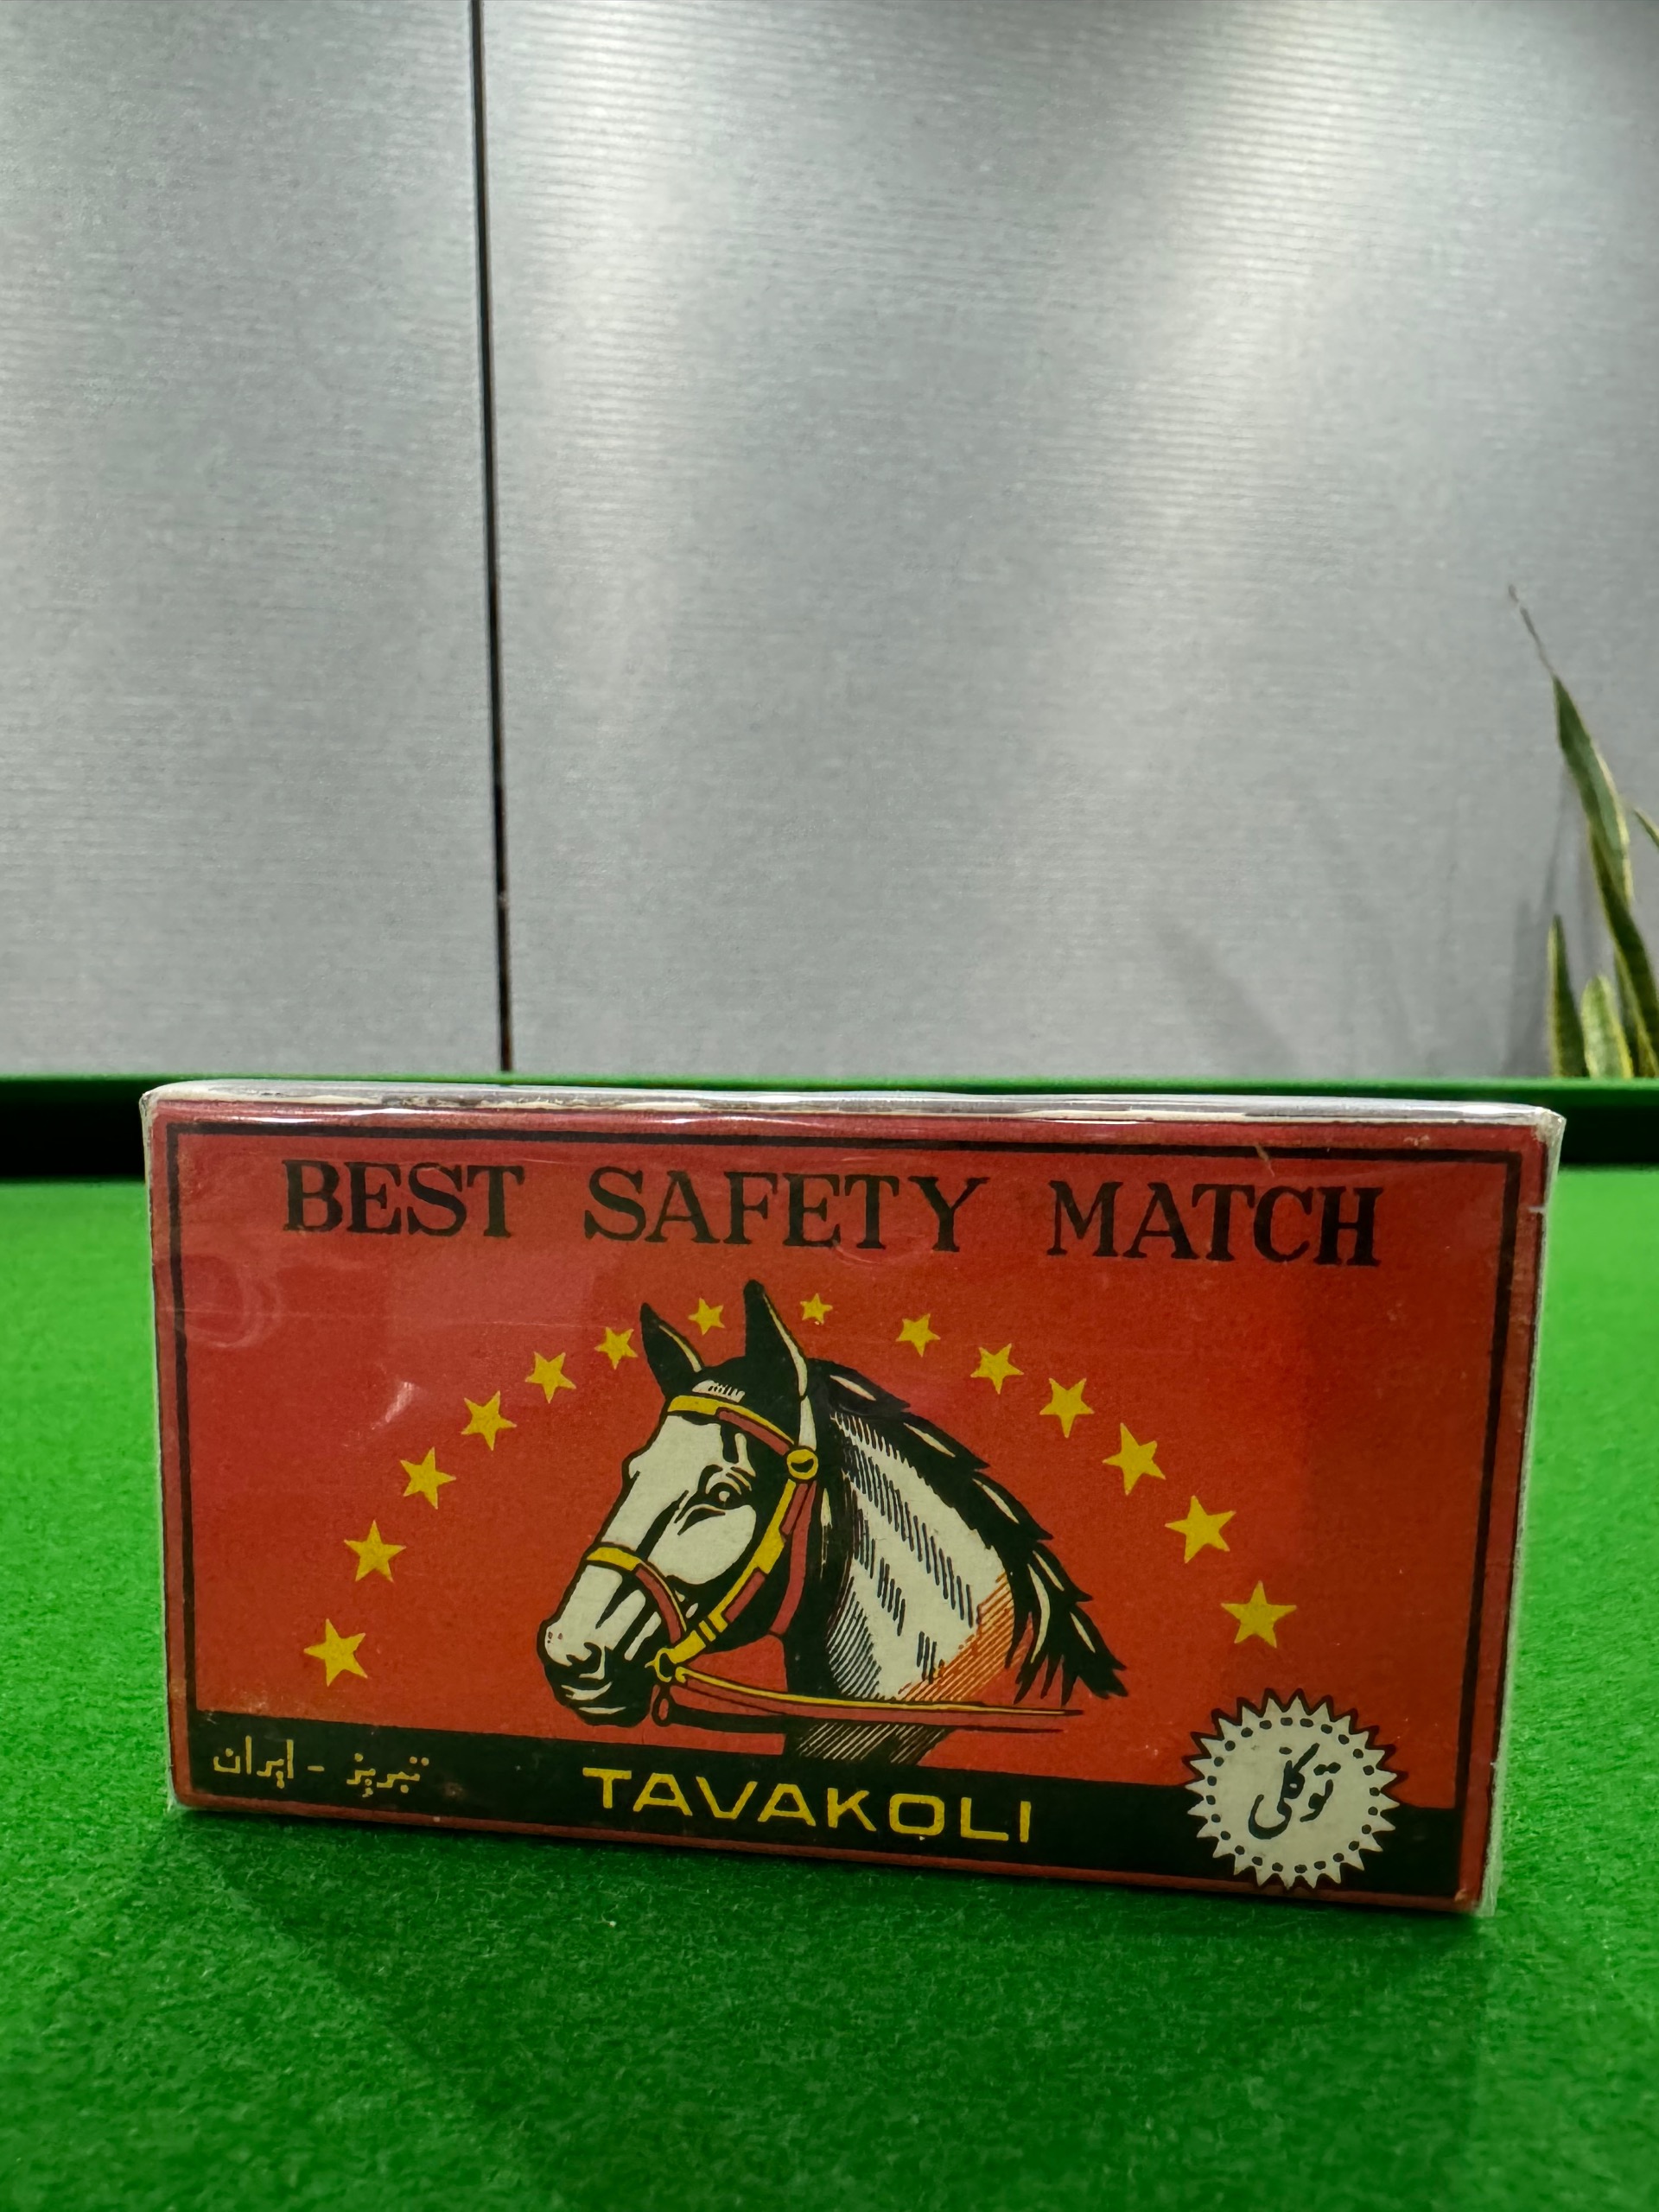 BEST SAFETY MATCH
تبریز - ایران
TAVAKOLI
توکلی